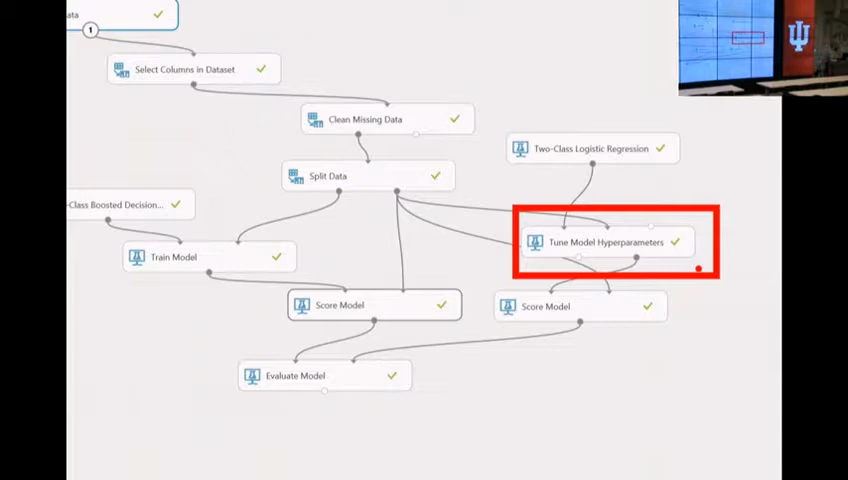 ata
1
Select Columns in Dataset
Clean Missing Data
Two-Class Logistic Regression
Split Data
-Class Boosted Decision...
Tune Model Hyperparameters
Train Model
Score Model
Score Model
Evaluate Model